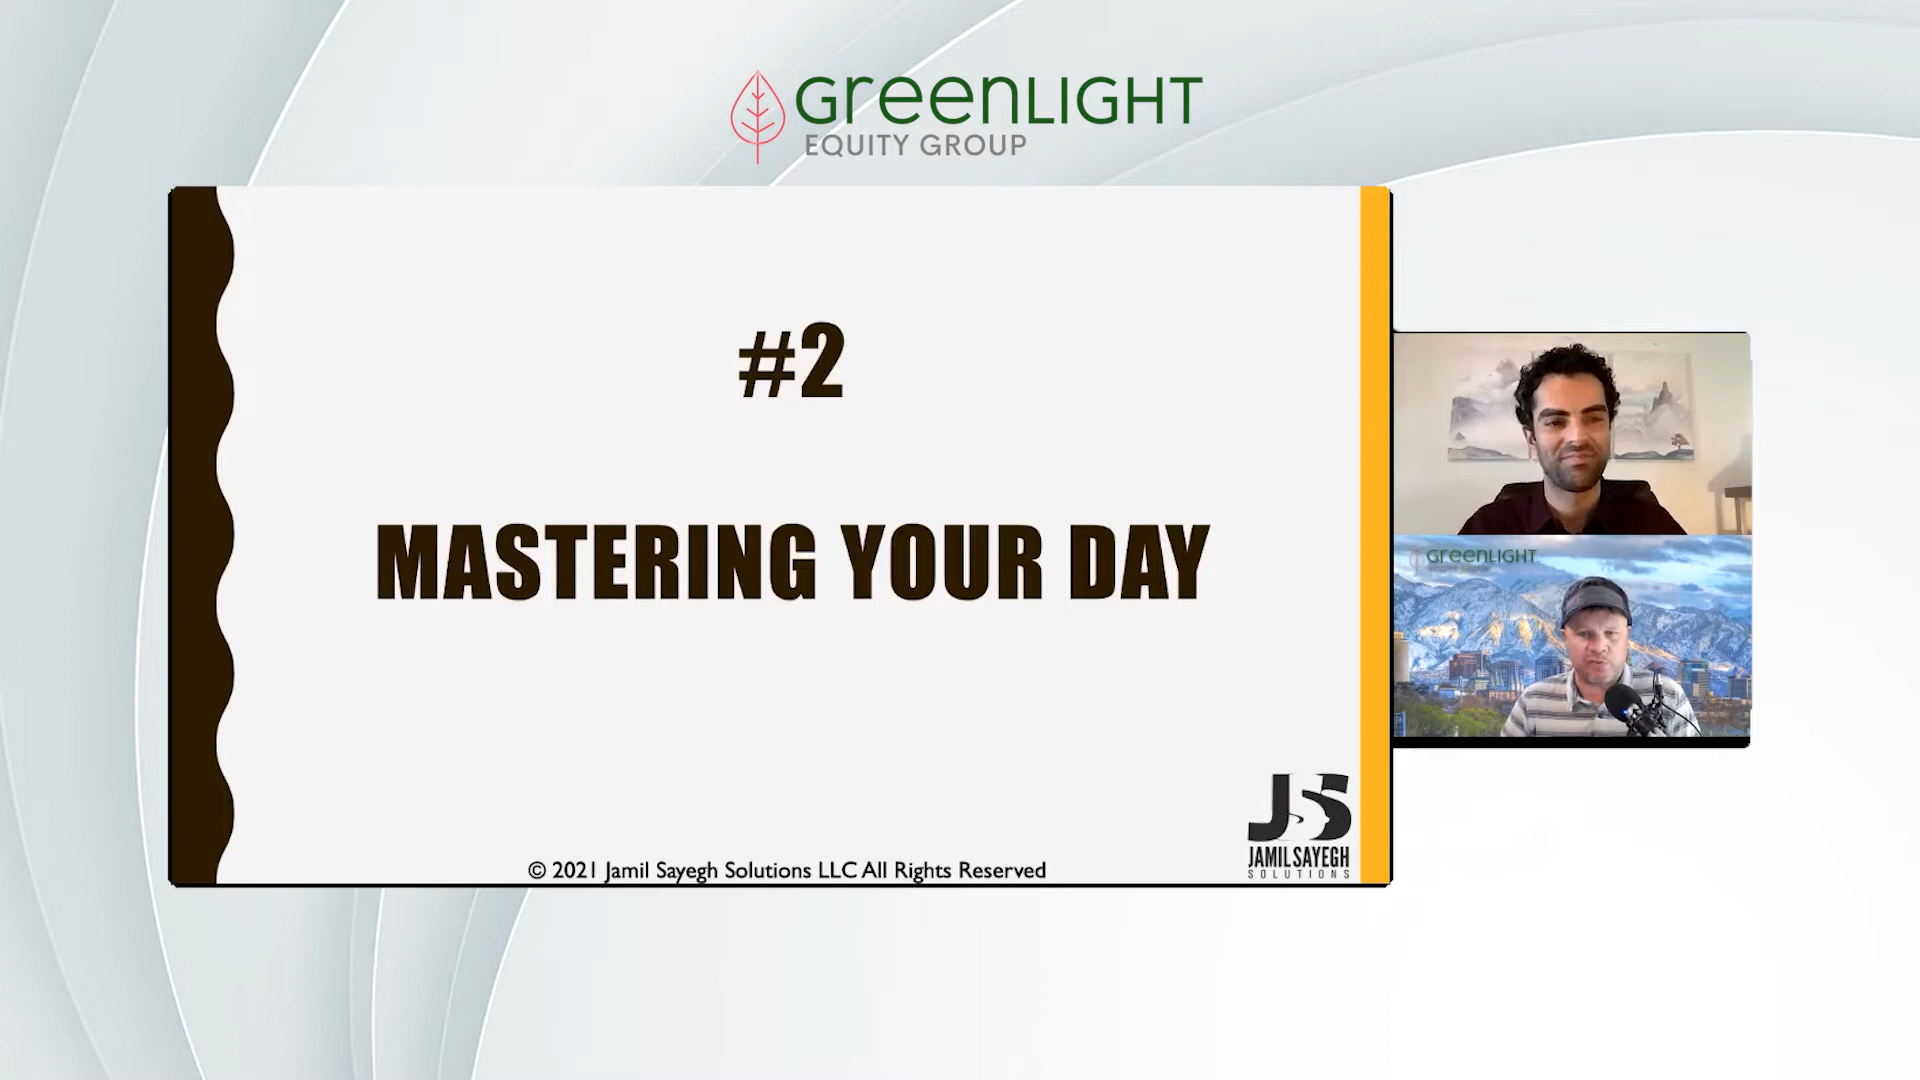 GreenLIGHT
EQUITY GROUP
#2
MASTERING YOUR DAY
GreenLIGHT
JS
JAMIL SAYEGH
SOLUTIONS
© 2021 Jamil Sayegh Solutions LLC All Rights Reserved